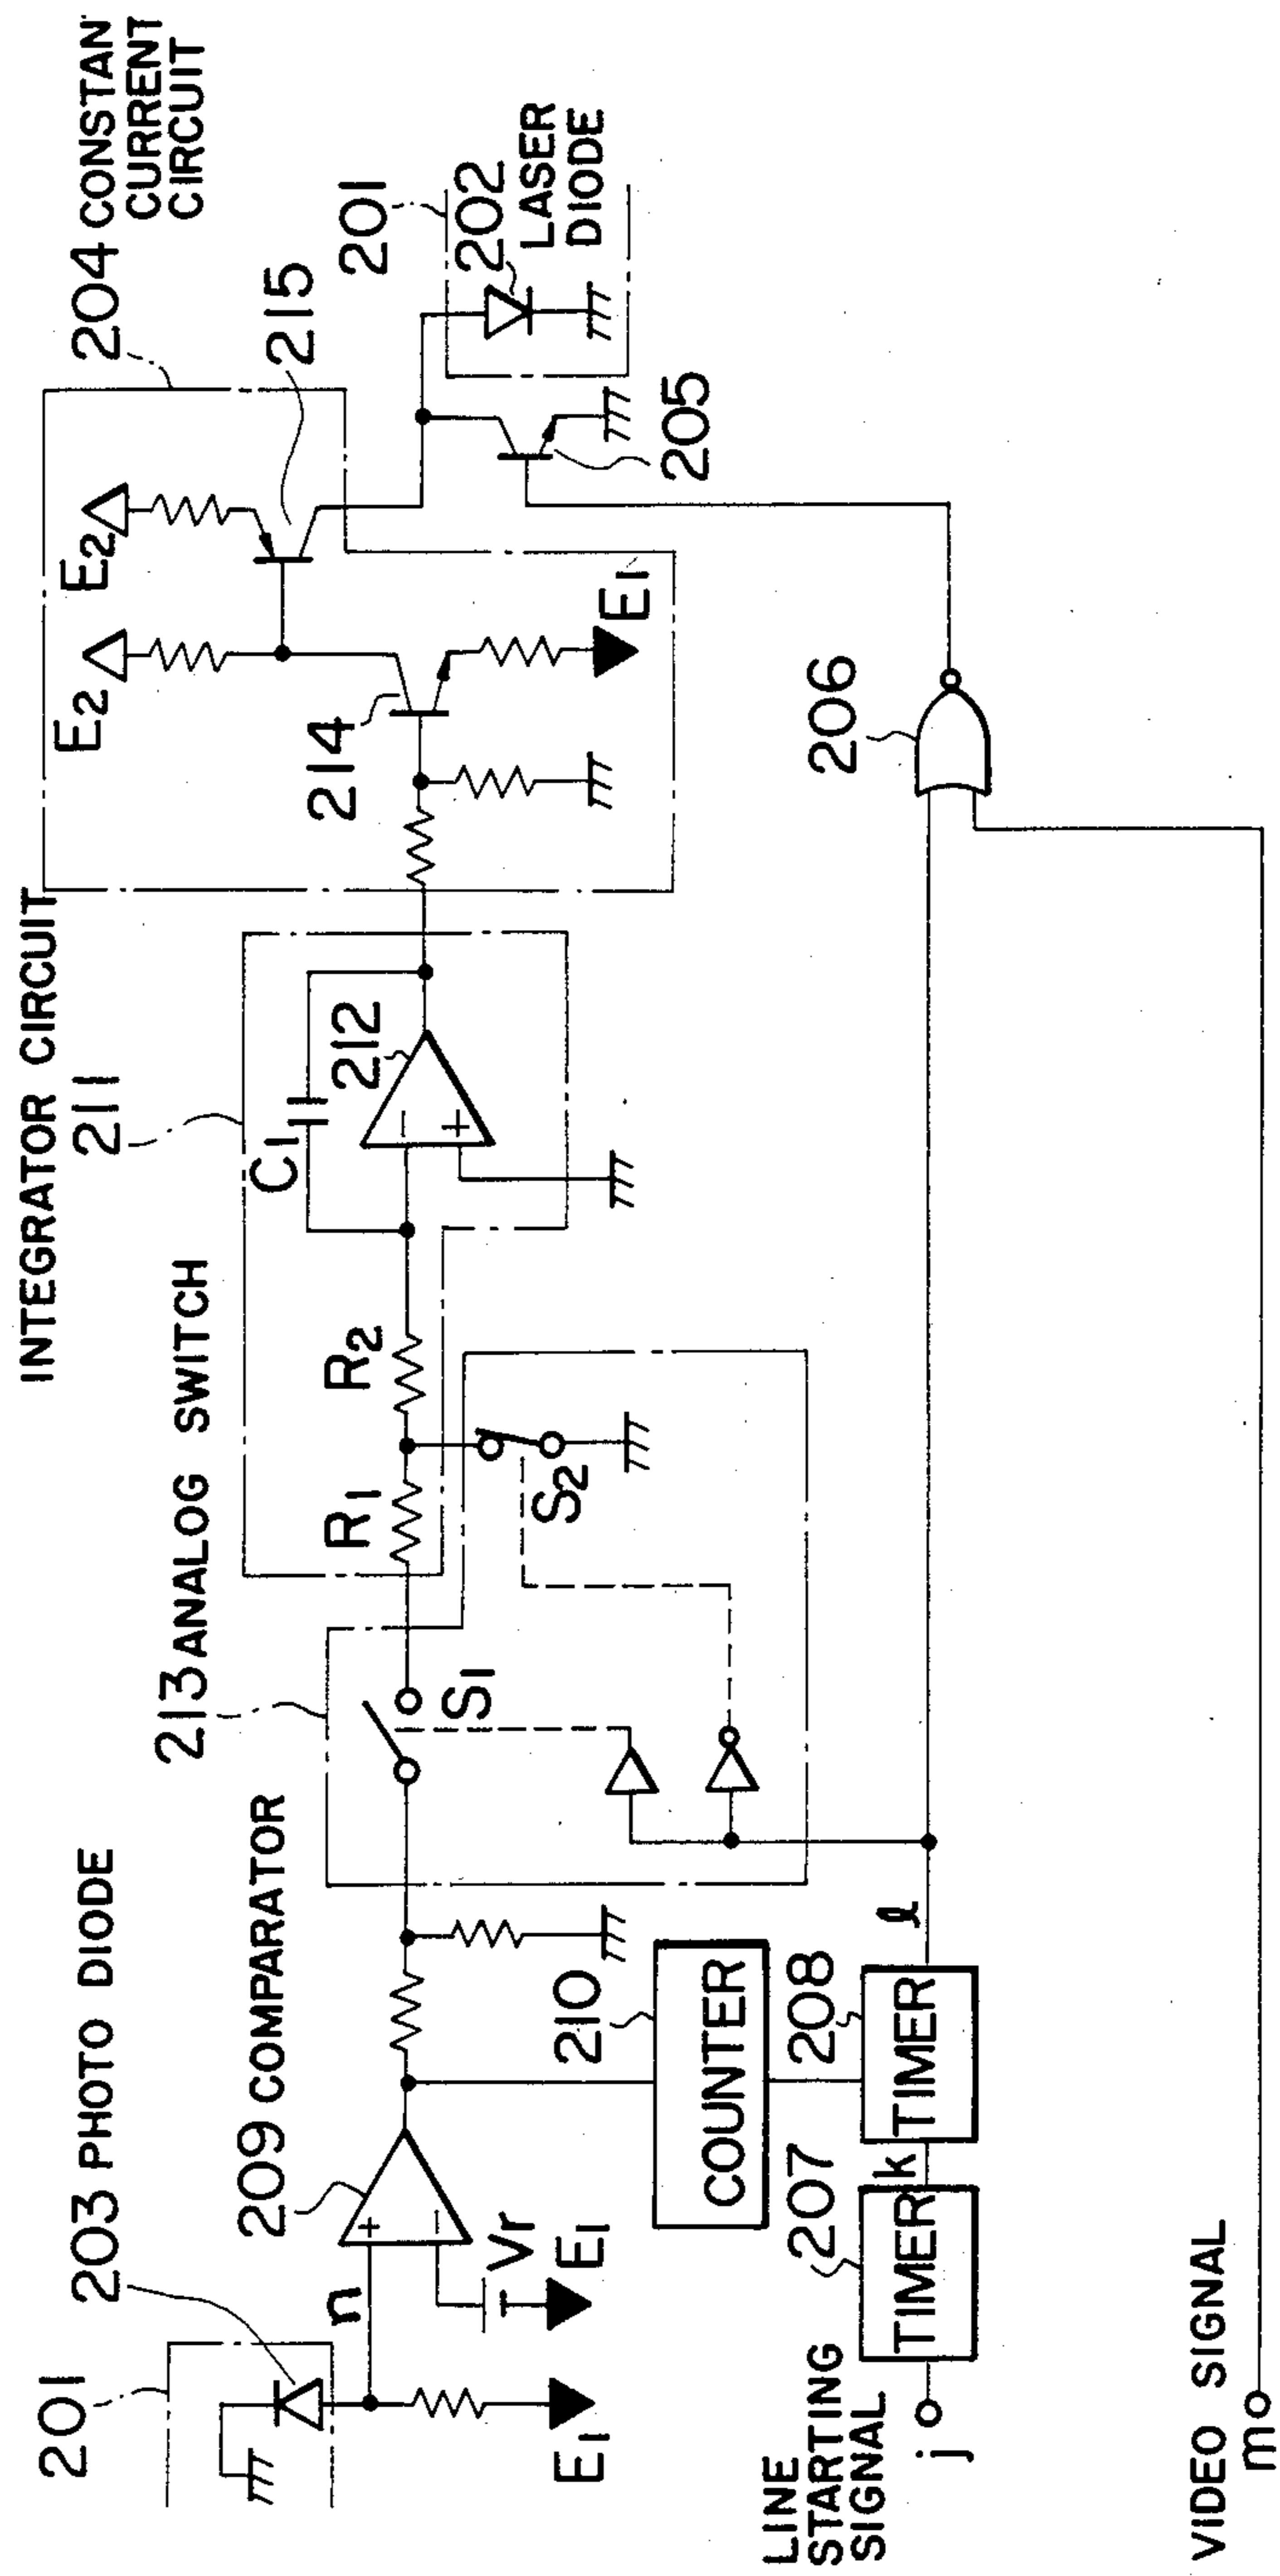 INTEGRATOR CIRCUIT
211
204 CONSTAN
CURRENT
CIRCUIT
213 ANALOG SWITCH
203 PHOTO DIODE
209 COMPARATOR
201
n
Vr
E1
E1
S1
R1
R2
S2
C1
212
E2
E2
214
215
E1
201
202
LASER
DIODE
205
206
210
COUNTER
207
TIMER
k
208
TIMER
l
LINE
STARTING
SIGNAL
j
VIDEO SIGNAL
m